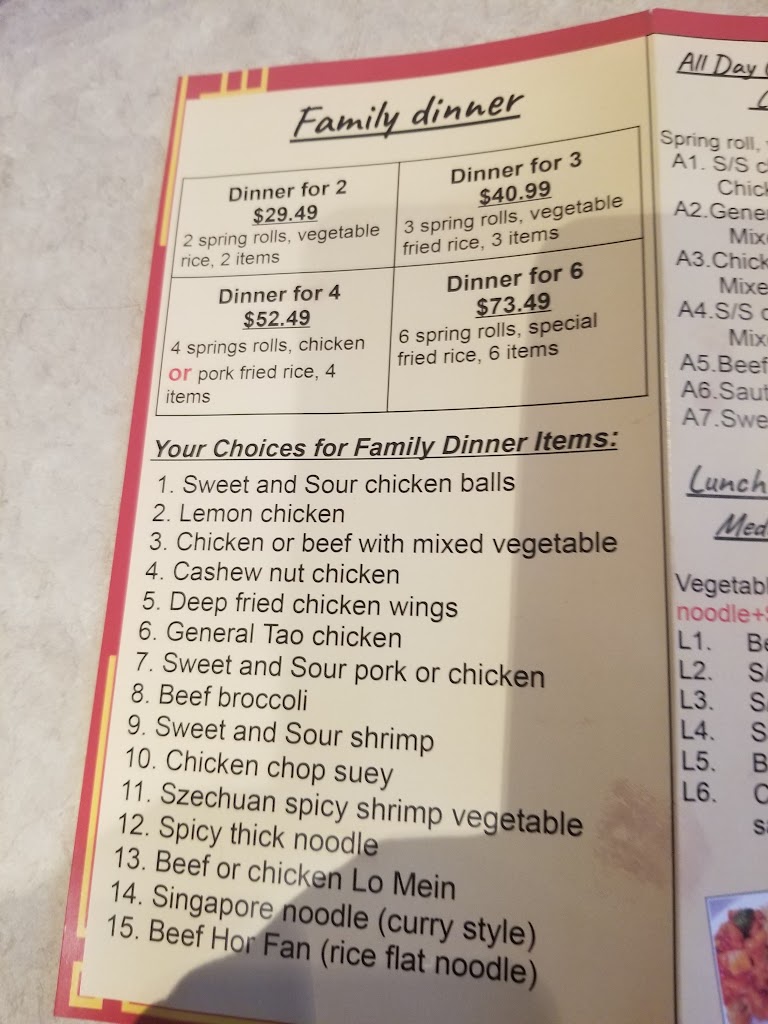 Family dinner
Dinner for 2
$29.49
2 spring rolls, vegetable
rice, 2 items
Dinner for 3
$40.99
3 spring rolls, vegetable
fried rice, 3 items
Dinner for 4
$52.49
4 springs rolls, chicken
or pork fried rice, 4
items
Dinner for 6
$73.49
6 spring rolls, special
fried rice, 6 items
Your Choices for Family Dinner Items:
1. Sweet and Sour chicken balls
2. Lemon chicken
3. Chicken or beef with mixed vegetable
4. Cashew nut chicken
5. Deep fried chicken wings
6. General Tao chicken
7. Sweet and Sour pork or chicken
8. Beef broccoli
9. Sweet and Sour shrimp
10. Chicken chop suey
11. Szechuan spicy shrimp vegetable
12. Spicy thick noodle
13. Beef or chicken Lo Mein
14. Singapore noodle (curry style)
15. Beef Hor Fan (rice flat noodle)
All Day
Spring roll,
A1. S/S
A2.
A3.
A4.S/S
A5.Beef
A6.
A7.
Lunch
L1.
L2.
L3.
L4.
L5.
L6.